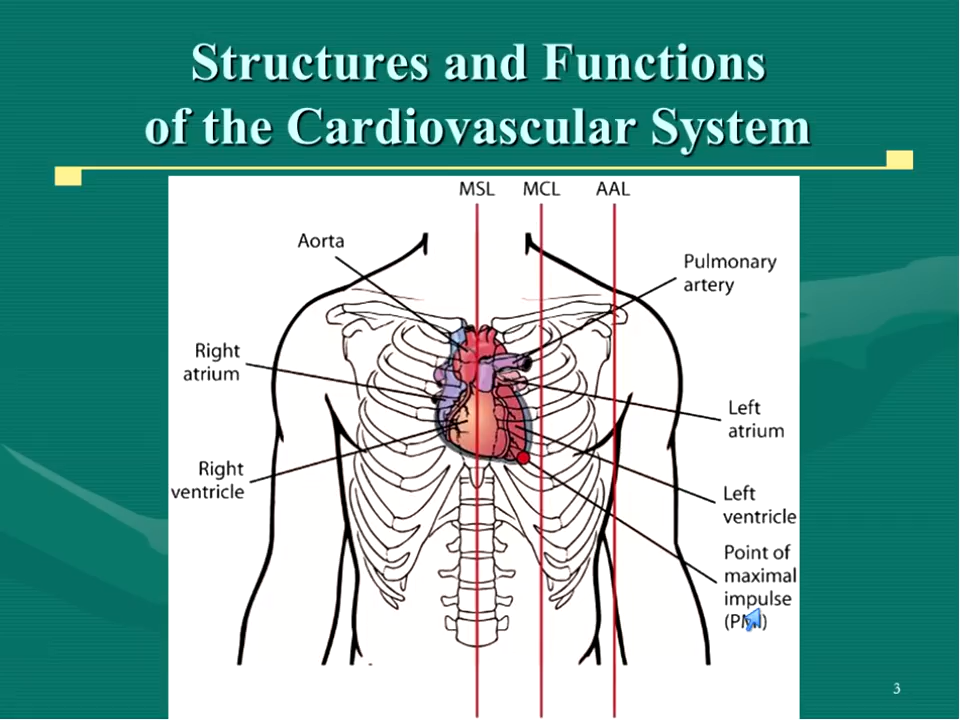 Structures and Functions
of the Cardiovascular System
MSL MCL AAL
Aorta
Pulmonary
artery
Right
atrium
Left
atrium
Right
ventricle
Left
ventricle
Point of
maximal
impulse
(PMI)
3